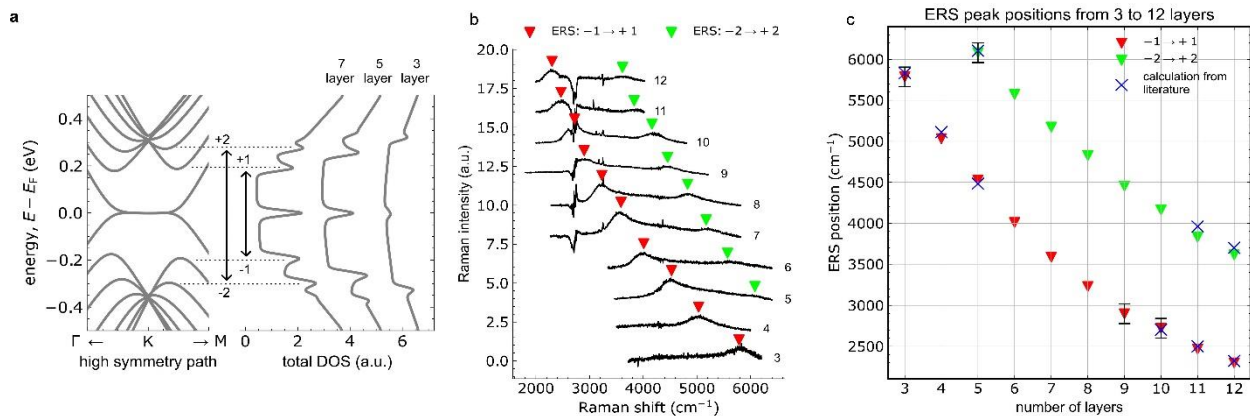 a
7 layer
5 layer
3 layer
+2
+1
-1
-2
0.4
0.2
0.0
−0.2
−0.4
energy, E − E_F (eV)
Γ ← K → M
high symmetry path
0 2 4 6
total DOS (a.u.)
b
ERS: −1→+1
ERS: −2→+2
20.0
17.5
15.0
12.5
10.0
7.5
5.0
2.5
0.0
Raman intensity (a.u.)
12
11
10
9
8
7
6
5
4
3
2000 3000 4000 5000 6000
Raman shift (cm⁻¹)
c
ERS peak positions from 3 to 12 layers
−1→+1
−2→+2
calculation from
literature
6000
5500
5000
4500
4000
3500
3000
2500
ERS position (cm⁻¹)
3 4 5 6 7 8 9 10 11 12
number of layers